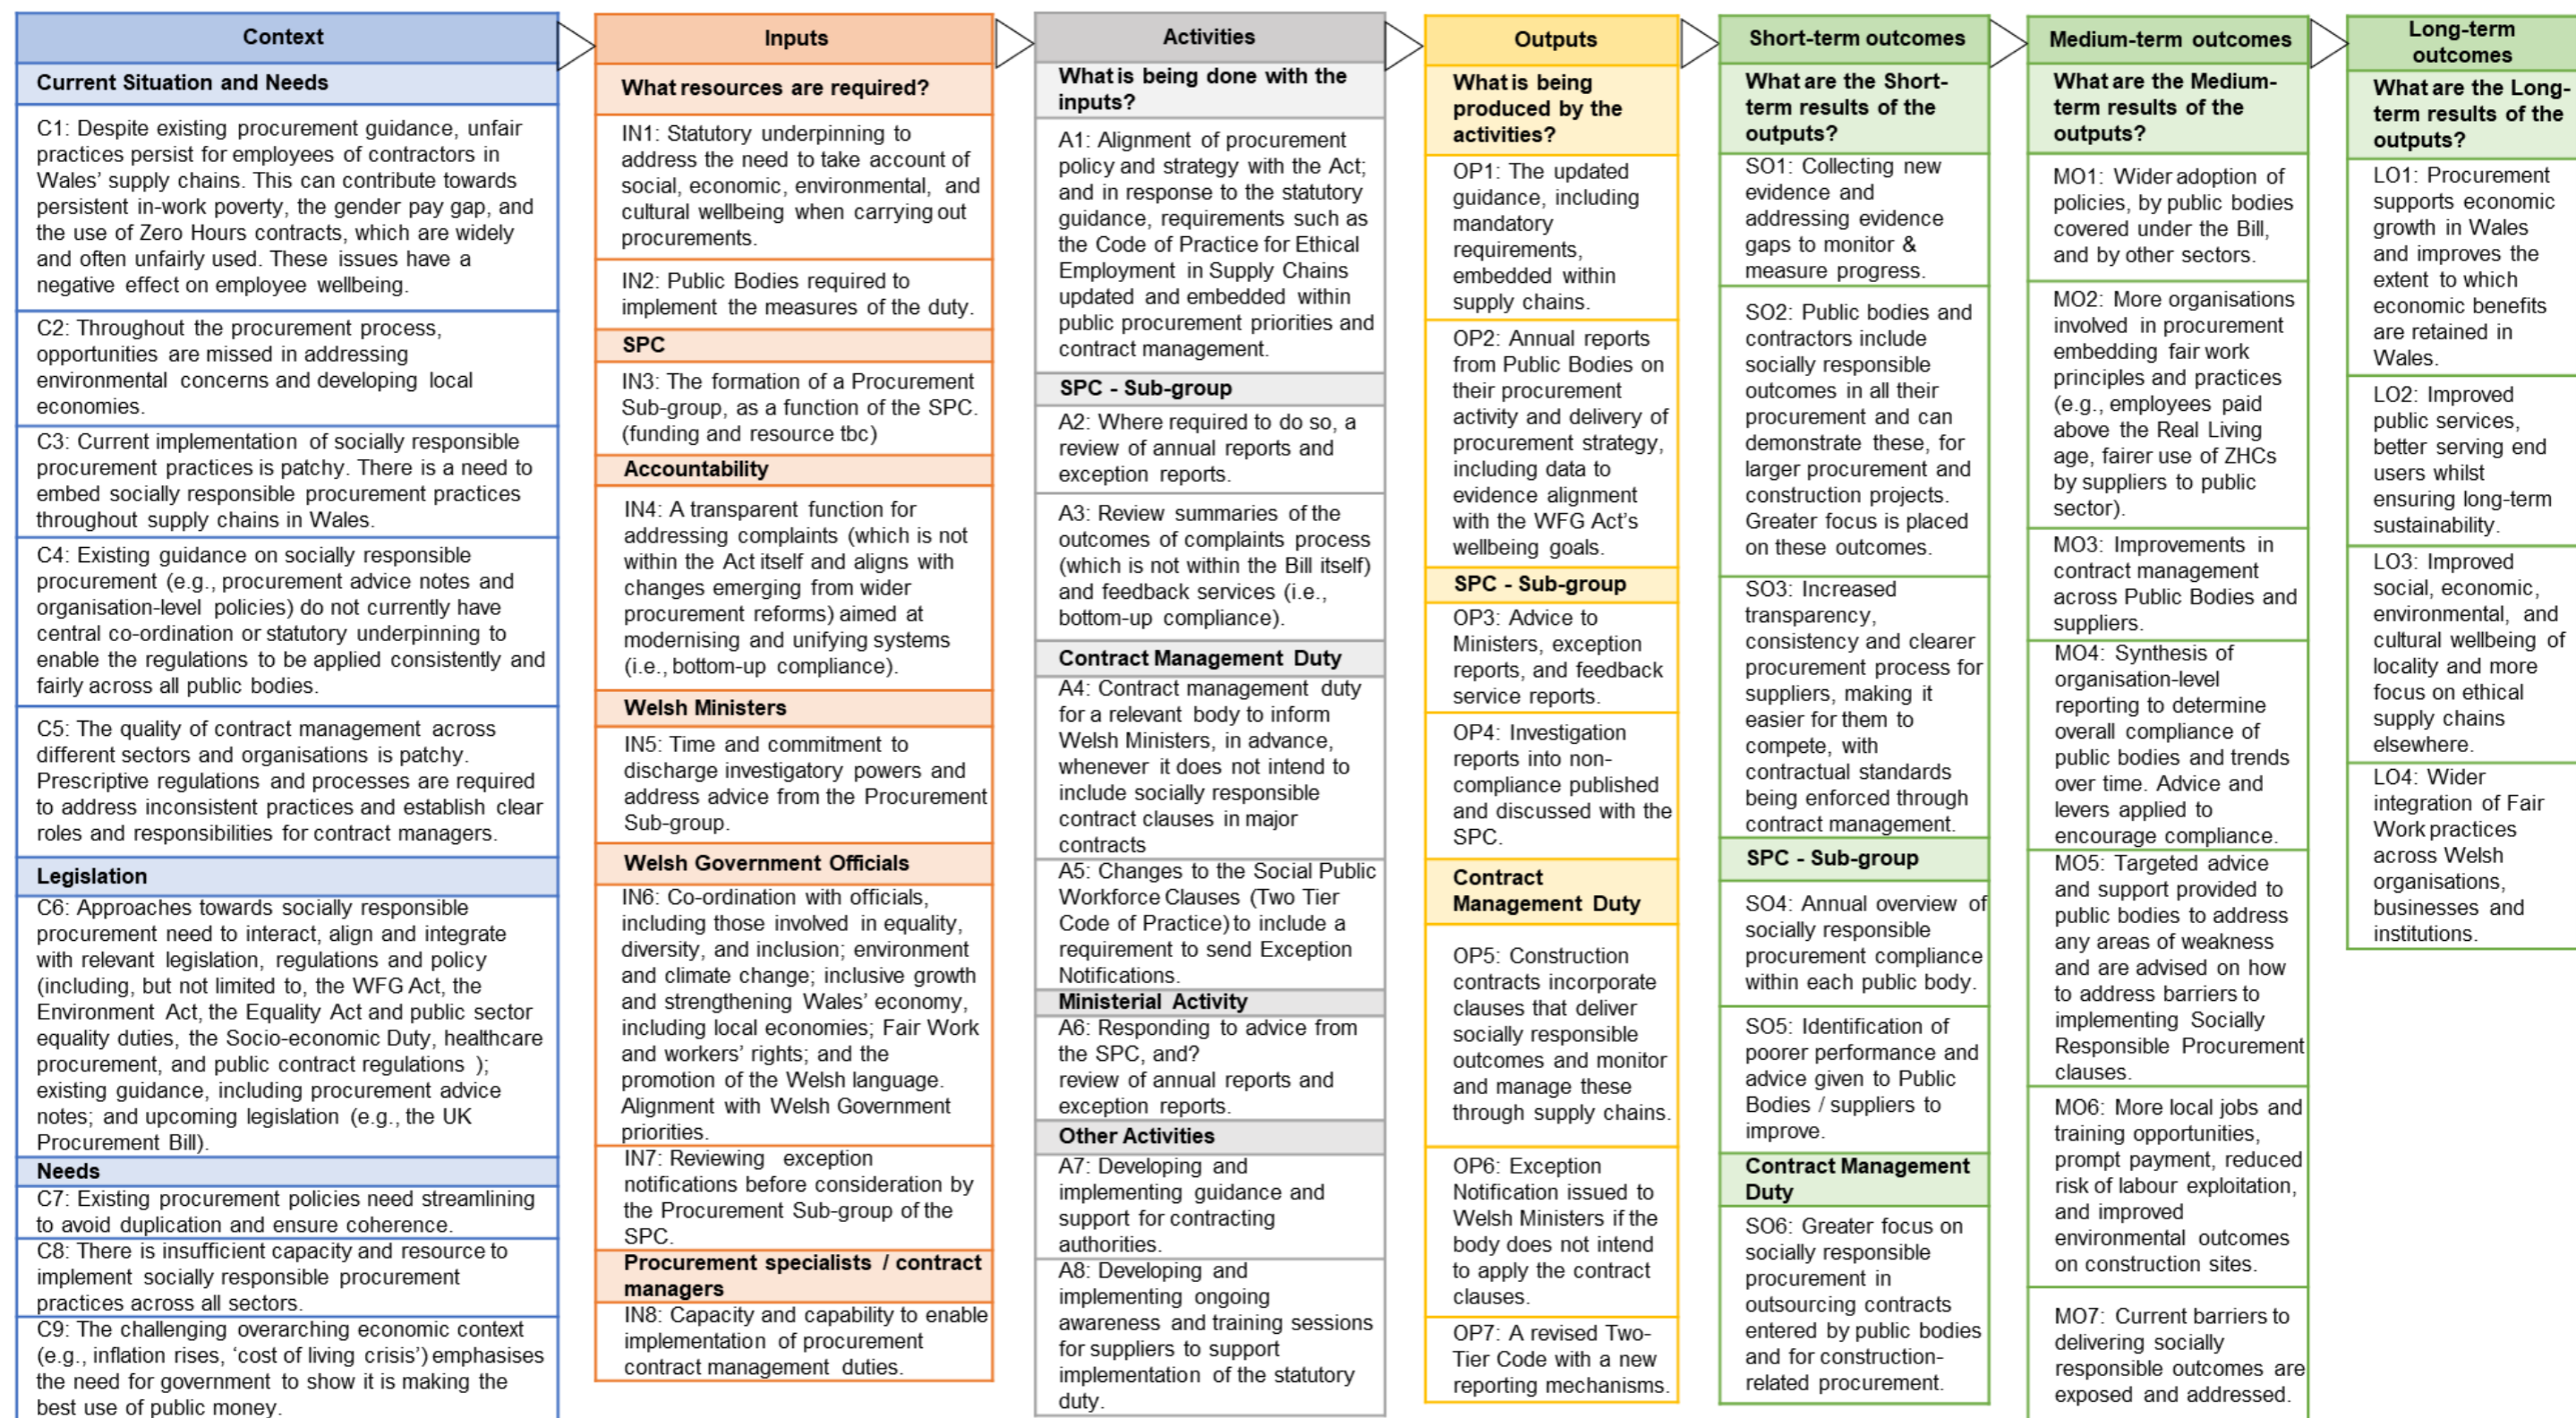 Context
Current Situation and Needs
C1: Despite existing procurement guidance, unfair
practices persist for employees of contractors in
Wales' supply chains. This can contribute towards
persistent in-work poverty, the gender pay gap, and
the use of Zero Hours contracts, which are widely
and often unfairly used. These issues have a
negative effect on employee wellbeing.
C2: Throughout the procurement process,
opportunities are missed in addressing
environmental concerns and developing local
economies.
C3: Current implementation of socially responsible
procurement practices is patchy. There is a need to
embed socially responsible procurement practices
throughout supply chains in Wales.
C4: Existing guidance on socially responsible
procurement (e.g., procurement advice notes and
organisation-level policies) do not currently have
central co-ordination or statutory underpinning to
enable the regulations to be applied consistently and
fairly across all public bodies.
C5: The quality of contract management across
different sectors and organisations is patchy.
Prescriptive regulations and processes are required
to address inconsistent practices and establish clear
roles and responsibilities for contract managers.
Legislation
C6: Approaches towards socially responsible
procurement need to interact, align and integrate
with relevant legislation, regulations and policy
(including, but not limited to, the WFG Act, the
Environment Act, the Equality Act and public sector
equality duties, the Socio-economic Duty, healthcare
procurement, and public contract regulations );
existing guidance, including procurement advice
notes; and upcoming legislation (e.g., the UK
Procurement Bill).
Needs
C7: Existing procurement policies need streamlining
to avoid duplication and ensure coherence.
C8: There is insufficient capacity and resource to
implement socially responsible procurement
practices across all sectors.
C9: The challenging overarching economic context
(e.g., inflation rises, 'cost of living crisis') emphasises
the need for government to show it is making the
best use of public money.
Inputs
What resources are required?
IN1: Statutory underpinning to
address the need to take account of
social, economic, environmental, and
cultural wellbeing when carrying out
procurements.
IN2: Public Bodies required to
implement the measures of the duty.
SPC
IN3: The formation of a Procurement
Sub-group, as a function of the SPC.
(funding and resource tbc)
Accountability
IN4: A transparent function for
addressing complaints (which is not
within the Act itself and aligns with
changes emerging from wider
procurement reforms) aimed at
modernising and unifying systems
(i.e., bottom-up compliance).
Welsh Ministers
IN5: Time and commitment to
discharge investigatory powers and
address advice from the Procurement
Sub-group.
Welsh Government Officials
IN6: Co-ordination with officials,
including those involved in equality,
diversity, and inclusion; environment
and climate change; inclusive growth
and strengthening Wales' economy,
including local economies; Fair Work
and workers' rights; and the
promotion of the Welsh language.
Alignment with Welsh Government
priorities.
IN7: Reviewing exception
notifications before consideration by
the Procurement Sub-group of the
SPC.
Procurement specialists / contract
managers
IN8: Capacity and capability to enable
implementation of procurement
contract management duties.
Activities
What is being done with the
inputs?
A1: Alignment of procurement
policy and strategy with the Act;
and in response to the statutory
guidance, requirements such as
the Code of Practice for Ethical
Employment in Supply Chains
updated and embedded within
public procurement priorities and
contract management.
SPC - Sub-group
A2: Where required to do so, a
review of annual reports and
exception reports.
A3: Review summaries of the
outcomes of complaints process
(which is not within the Bill itself)
and feedback services (i.e.,
bottom-up compliance).
Contract Management Duty
A4: Contract management duty
for a relevant body to inform
Welsh Ministers, in advance,
whenever it does not intend to
include socially responsible
contract clauses in major
contracts
A5: Changes to the Social Public
Workforce Clauses (Two Tier
Code of Practice) to include a
requirement to send Exception
Notifications.
Ministerial Activity
A6: Responding to advice from
the SPC, and?
review of annual reports and
exception reports.
Other Activities
A7: Developing and
implementing guidance and
support for contracting
authorities.
A8: Developing and
implementing ongoing
awareness and training sessions
for suppliers to support
implementation of the statutory
duty.
Outputs
What is being
produced by the
activities?
OP1: The updated
guidance, including
mandatory
requirements,
embedded within
supply chains.
OP2: Annual reports
from Public Bodies on
their procurement
activity and delivery of
procurement strategy,
including data to
evidence alignment
with the WFG Act's
wellbeing goals.
SPC - Sub-group
OP3: Advice to
Ministers, exception
reports, and feedback
service reports.
OP4: Investigation
reports into non-
compliance published
and discussed with the
SPC.
Contract
Management Duty
OP5: Construction
contracts incorporate
clauses that deliver
socially responsible
outcomes and monitor
and manage these
through supply chains.
OP6: Exception
Notification issued to
Welsh Ministers if the
body does not intend
to apply the contract
clauses.
OP7: A revised Two-
Tier Code with a new
reporting mechanisms.
Short-term outcomes
What are the Short-
term results of the
outputs?
SO1: Collecting new
evidence and
addressing evidence
gaps to monitor &
measure progress.
SO2: Public bodies and
contractors include
socially responsible
outcomes in all their
procurement and can
demonstrate these, for
larger procurement and
construction projects.
Greater focus is placed
on these outcomes.
SO3: Increased
transparency,
consistency and clearer
procurement process for
suppliers, making it
easier for them to
compete, with
contractual standards
being enforced through
contract management.
SPC - Sub-group
SO4: Annual overview of
socially responsible
procurement compliance
within each public body.
SO5: Identification of
poorer performance and
advice given to Public
Bodies / suppliers to
improve.
Contract Management
Duty
SO6: Greater focus on
socially responsible
procurement in
outsourcing contracts
entered by public bodies
and for construction-
related procurement.
Medium-term outcomes
What are the Medium-
term results of the
outputs?
MO1: Wider adoption of
policies, by public bodies
covered under the Bill,
and by other sectors.
MO2: More organisations
involved in procurement
embedding fair work
principles and practices
(e.g., employees paid
above the Real Living
age, fairer use of ZHCs
by suppliers to public
sector).
MO3: Improvements in
contract management
across Public Bodies and
suppliers.
MO4: Synthesis of
organisation-level
reporting to determine
overall compliance of
public bodies and trends
over time. Advice and
levers applied to
encourage compliance.
MO5: Targeted advice
and support provided to
public bodies to address
any areas of weakness
and are advised on how
to address barriers to
implementing Socially
Responsible Procurement
clauses.
MO6: More local jobs and
training opportunities,
prompt payment, reduced
risk of labour exploitation,
and improved
environmental outcomes
on construction sites.
MO7: Current barriers to
delivering socially
responsible outcomes are
exposed and addressed.
Long-term
outcomes
What are the Long-
term results of the
outputs?
LO1: Procurement
supports economic
growth in Wales
and improves the
extent to which
economic benefits
are retained in
Wales.
LO2: Improved
public services,
better serving end
users whilst
ensuring long-term
sustainability.
LO3: Improved
social, economic,
environmental, and
cultural wellbeing of
locality and more
focus on ethical
supply chains
elsewhere.
LO4: Wider
integration of Fair
Work practices
across Welsh
organisations,
businesses and
institutions.